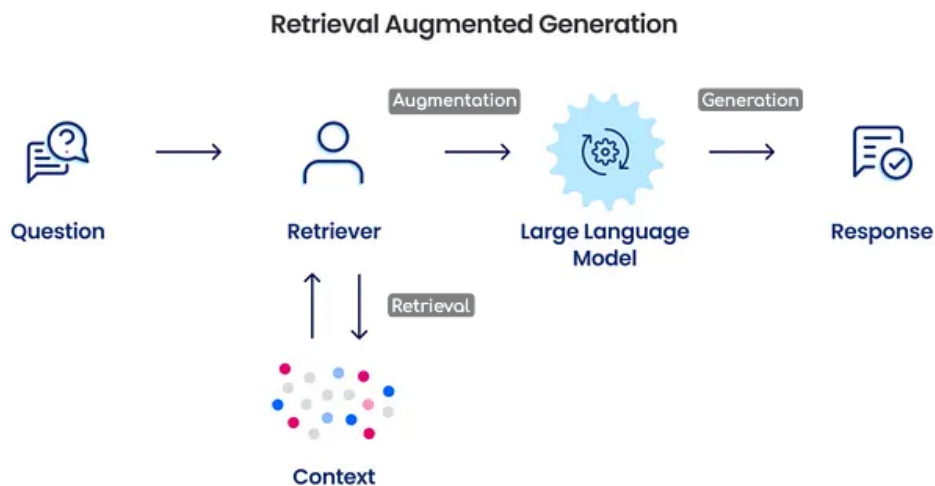 Retrieval Augmented Generation
Augmentation
Generation
Question
Retriever
Large Language
Model
Response
Retrieval
Context